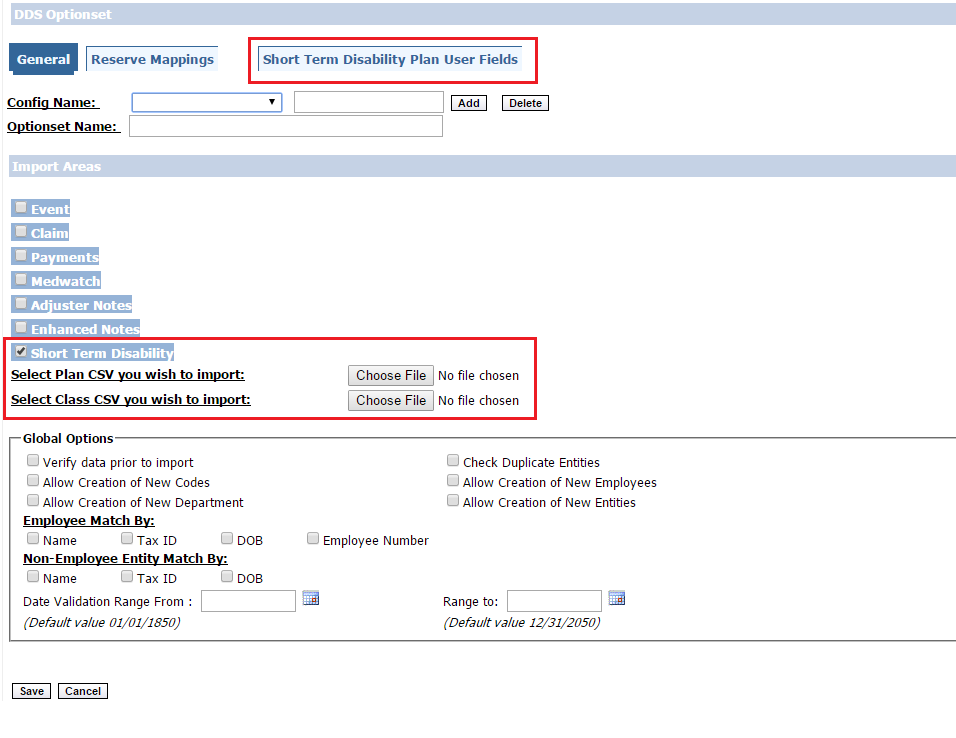 DDS Optionset
General Reserve Mappings Short Term Disability Plan User Fields
Config Name: Add Delete
Optionset Name:
Import Areas
Event
Claim
Payments
Medwatch
Adjuster Notes
Enhanced Notes
Short Term Disability
Select Plan CSV you wish to import: Choose File No file chosen
Select Class CSV you wish to import: Choose File No file chosen
Global Options
Verify data prior to import Check Duplicate Entities
Allow Creation of New Codes Allow Creation of New Employees
Allow Creation of New Department Allow Creation of New Entities
Employee Match By:
Name Tax ID DOB Employee Number
Non-Employee Entity Match By:
Name Tax ID DOB
Date Validation Range From : Range to:
(Default value 01/01/1850) (Default value 12/31/2050)
Save Cancel